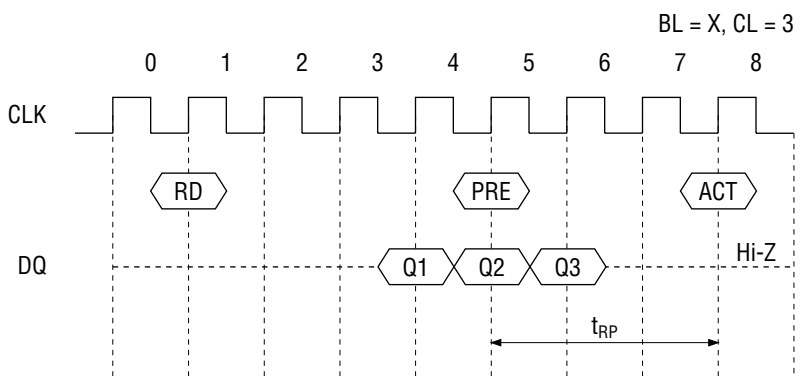 BL = X, CL = 3
0 1 2 3 4 5 6 7 8
CLK
RD PRE ACT
DQ Q1 Q2 Q3 Hi-Z
tRP